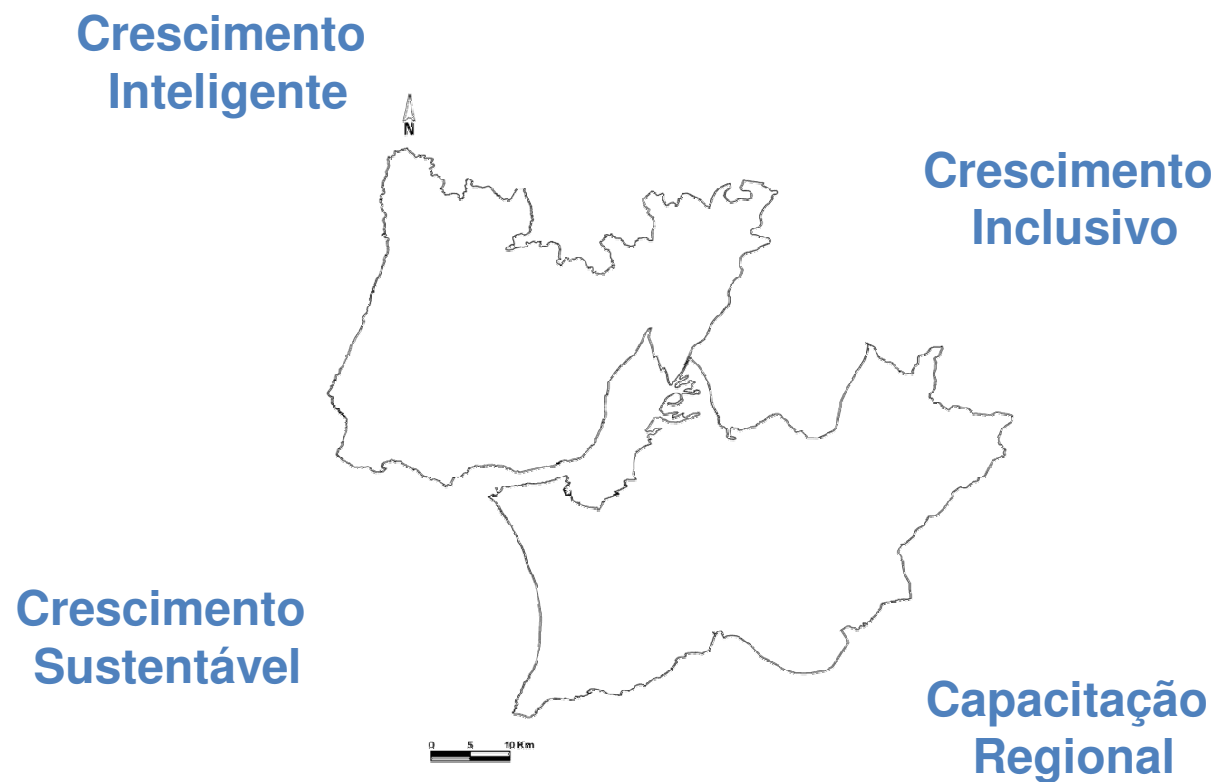 Crescimento
Inteligente
N
Crescimento
Inclusivo
Crescimento
Sustentável
Capacitação
Regional
0 5 10 Km